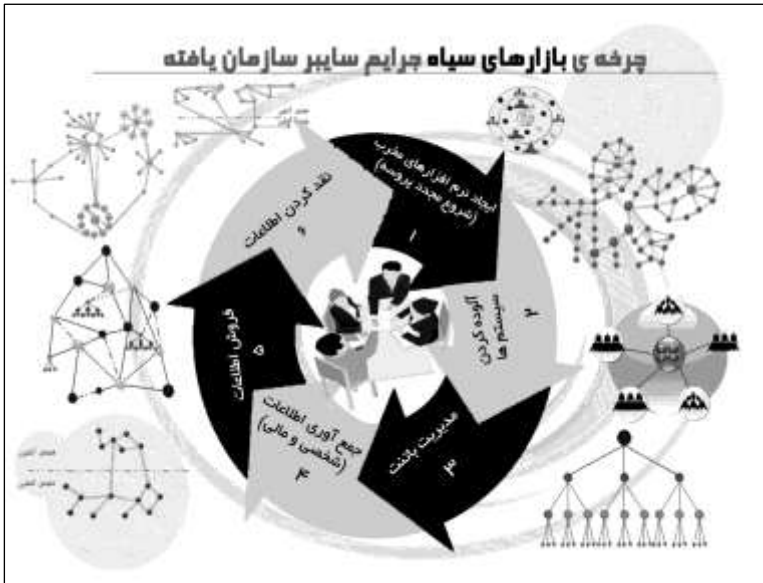 چرخه ی بازارهای سیاه جرایم سایبر سازمان یافته
ایجاد نرم افزارهای مخرب
(شروع مجدد پروسه)
۱
۲
آلوده کردن
سیستم ها
مدیریت باتنت
۳
جمع آوری اطلاعات
(شخصی و مالی)
۴
فروش اطلاعات
۵
نقد کردن اطلاعات
۶